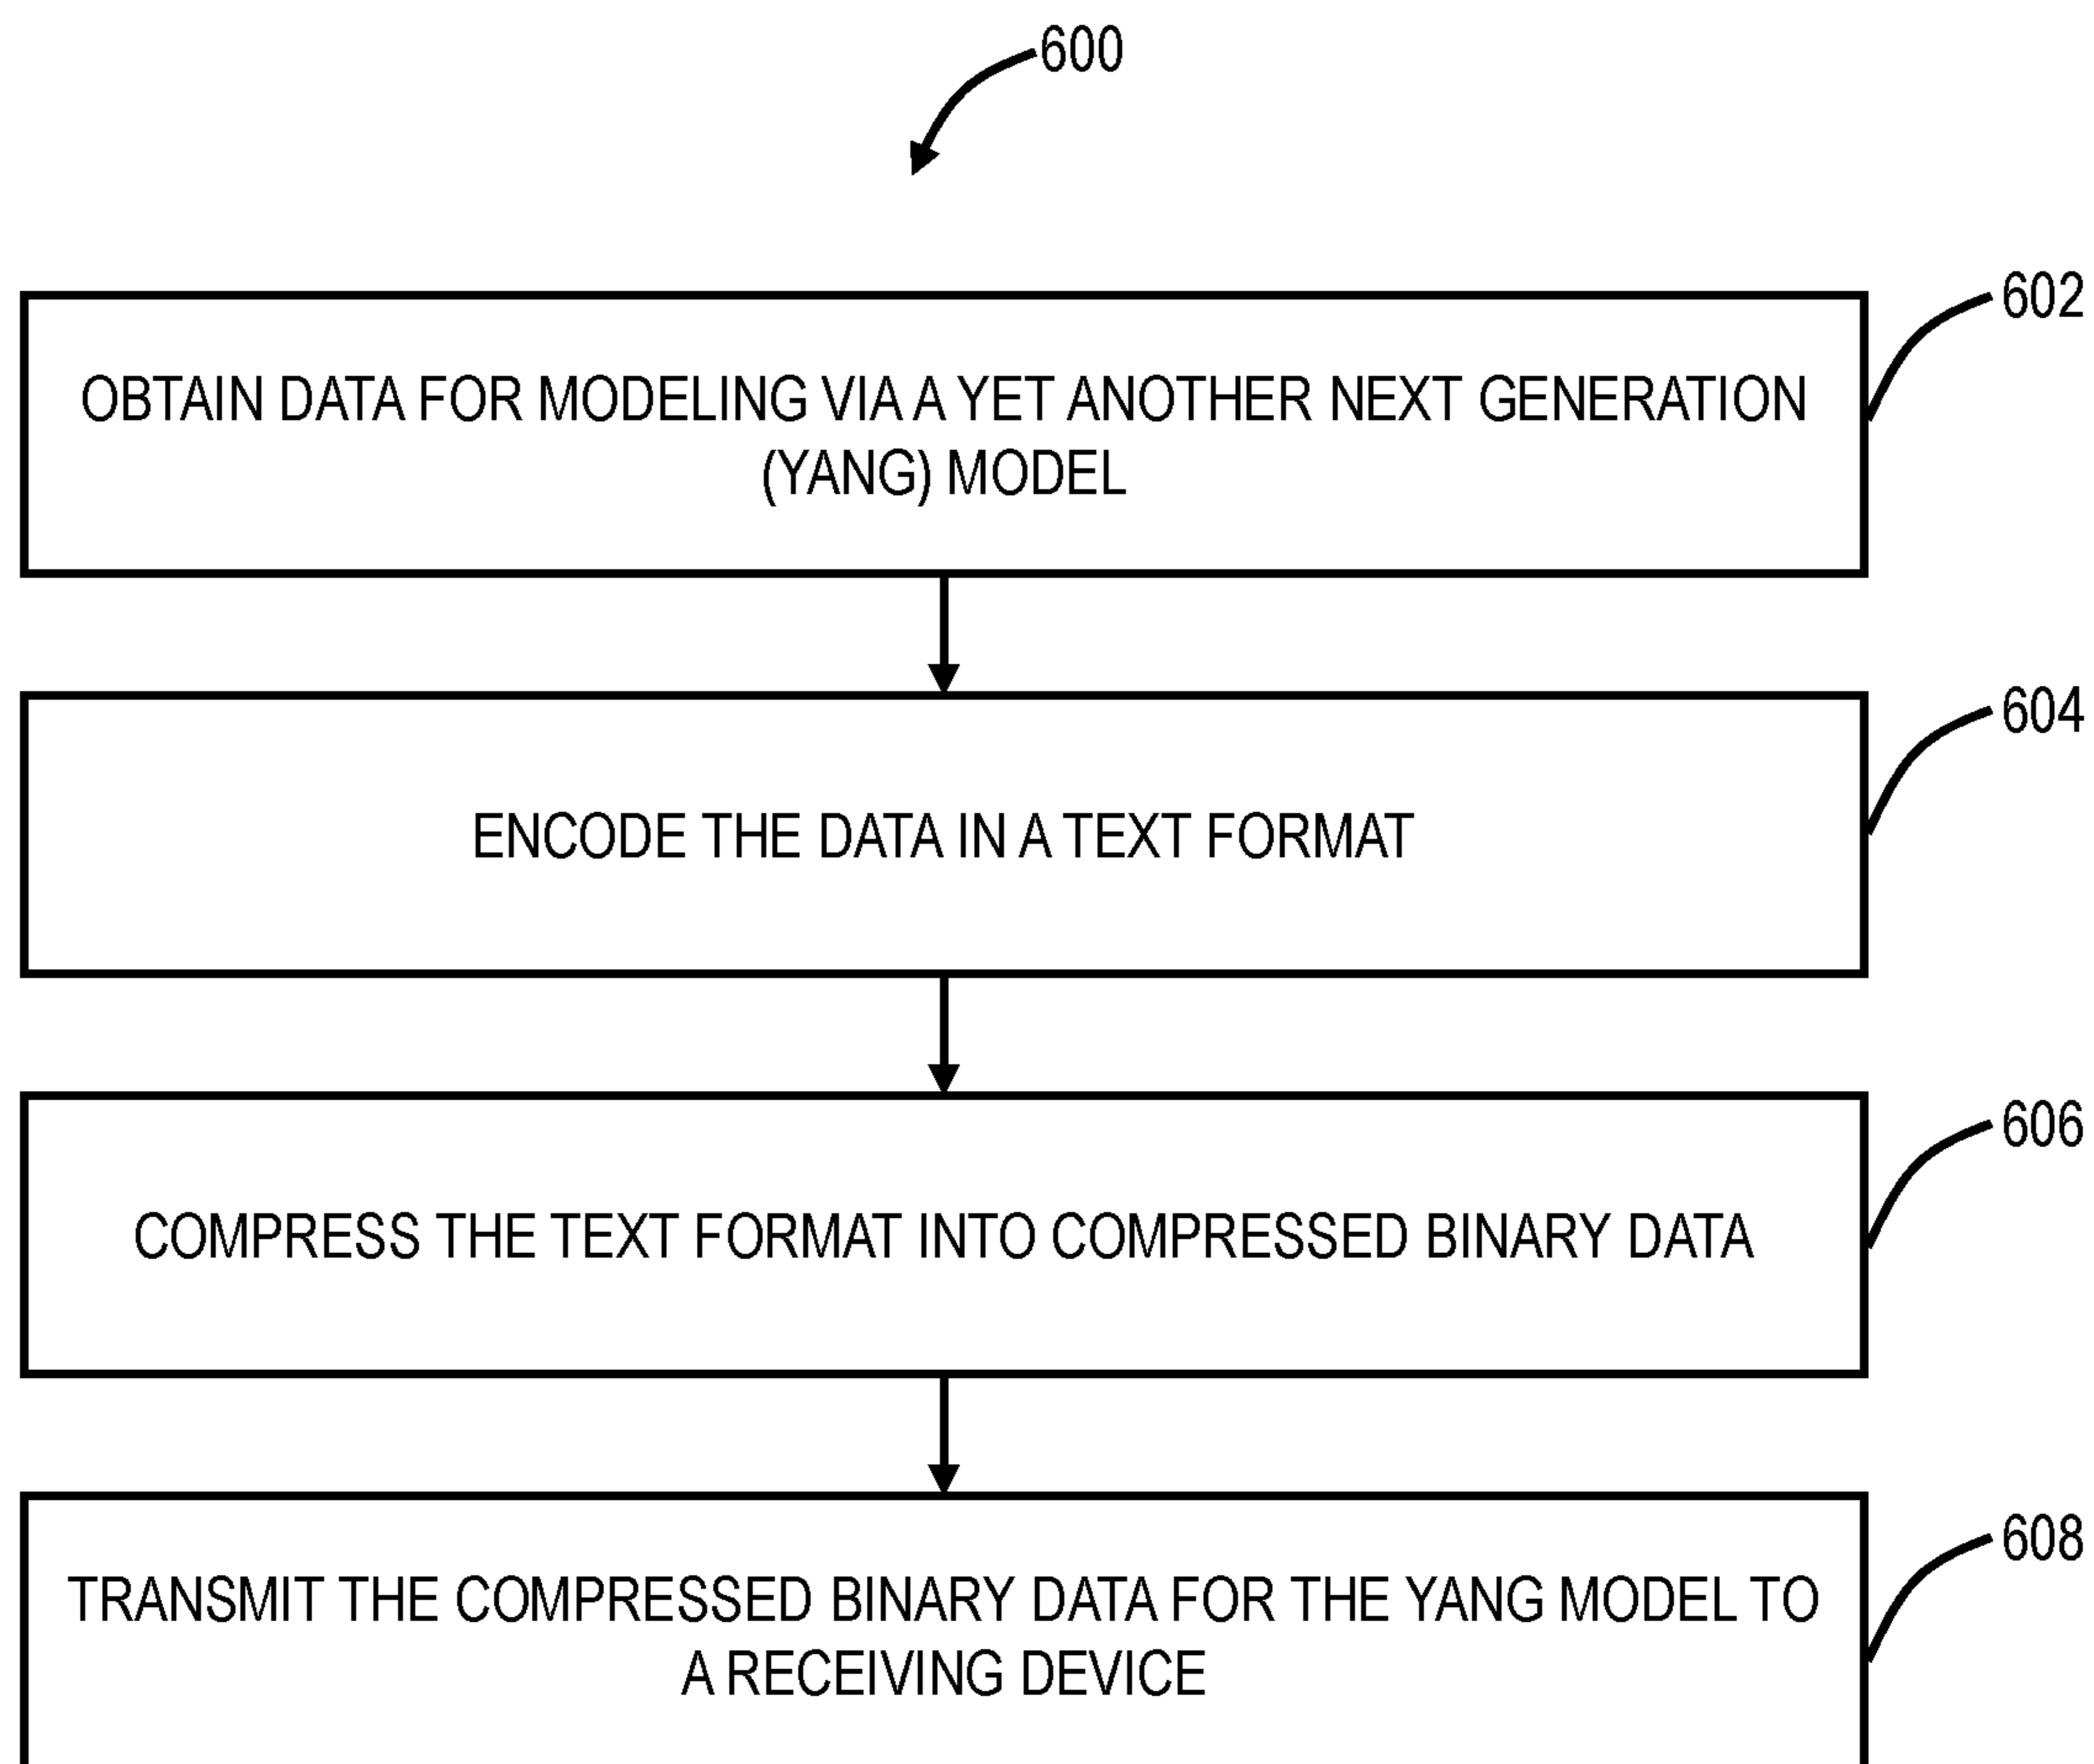 600
602
OBTAIN DATA FOR MODELING VIA A YET ANOTHER NEXT GENERATION
(YANG) MODEL
604
ENCODE THE DATA IN A TEXT FORMAT
606
COMPRESS THE TEXT FORMAT INTO COMPRESSED BINARY DATA
608
TRANSMIT THE COMPRESSED BINARY DATA FOR THE YANG MODEL TO
A RECEIVING DEVICE